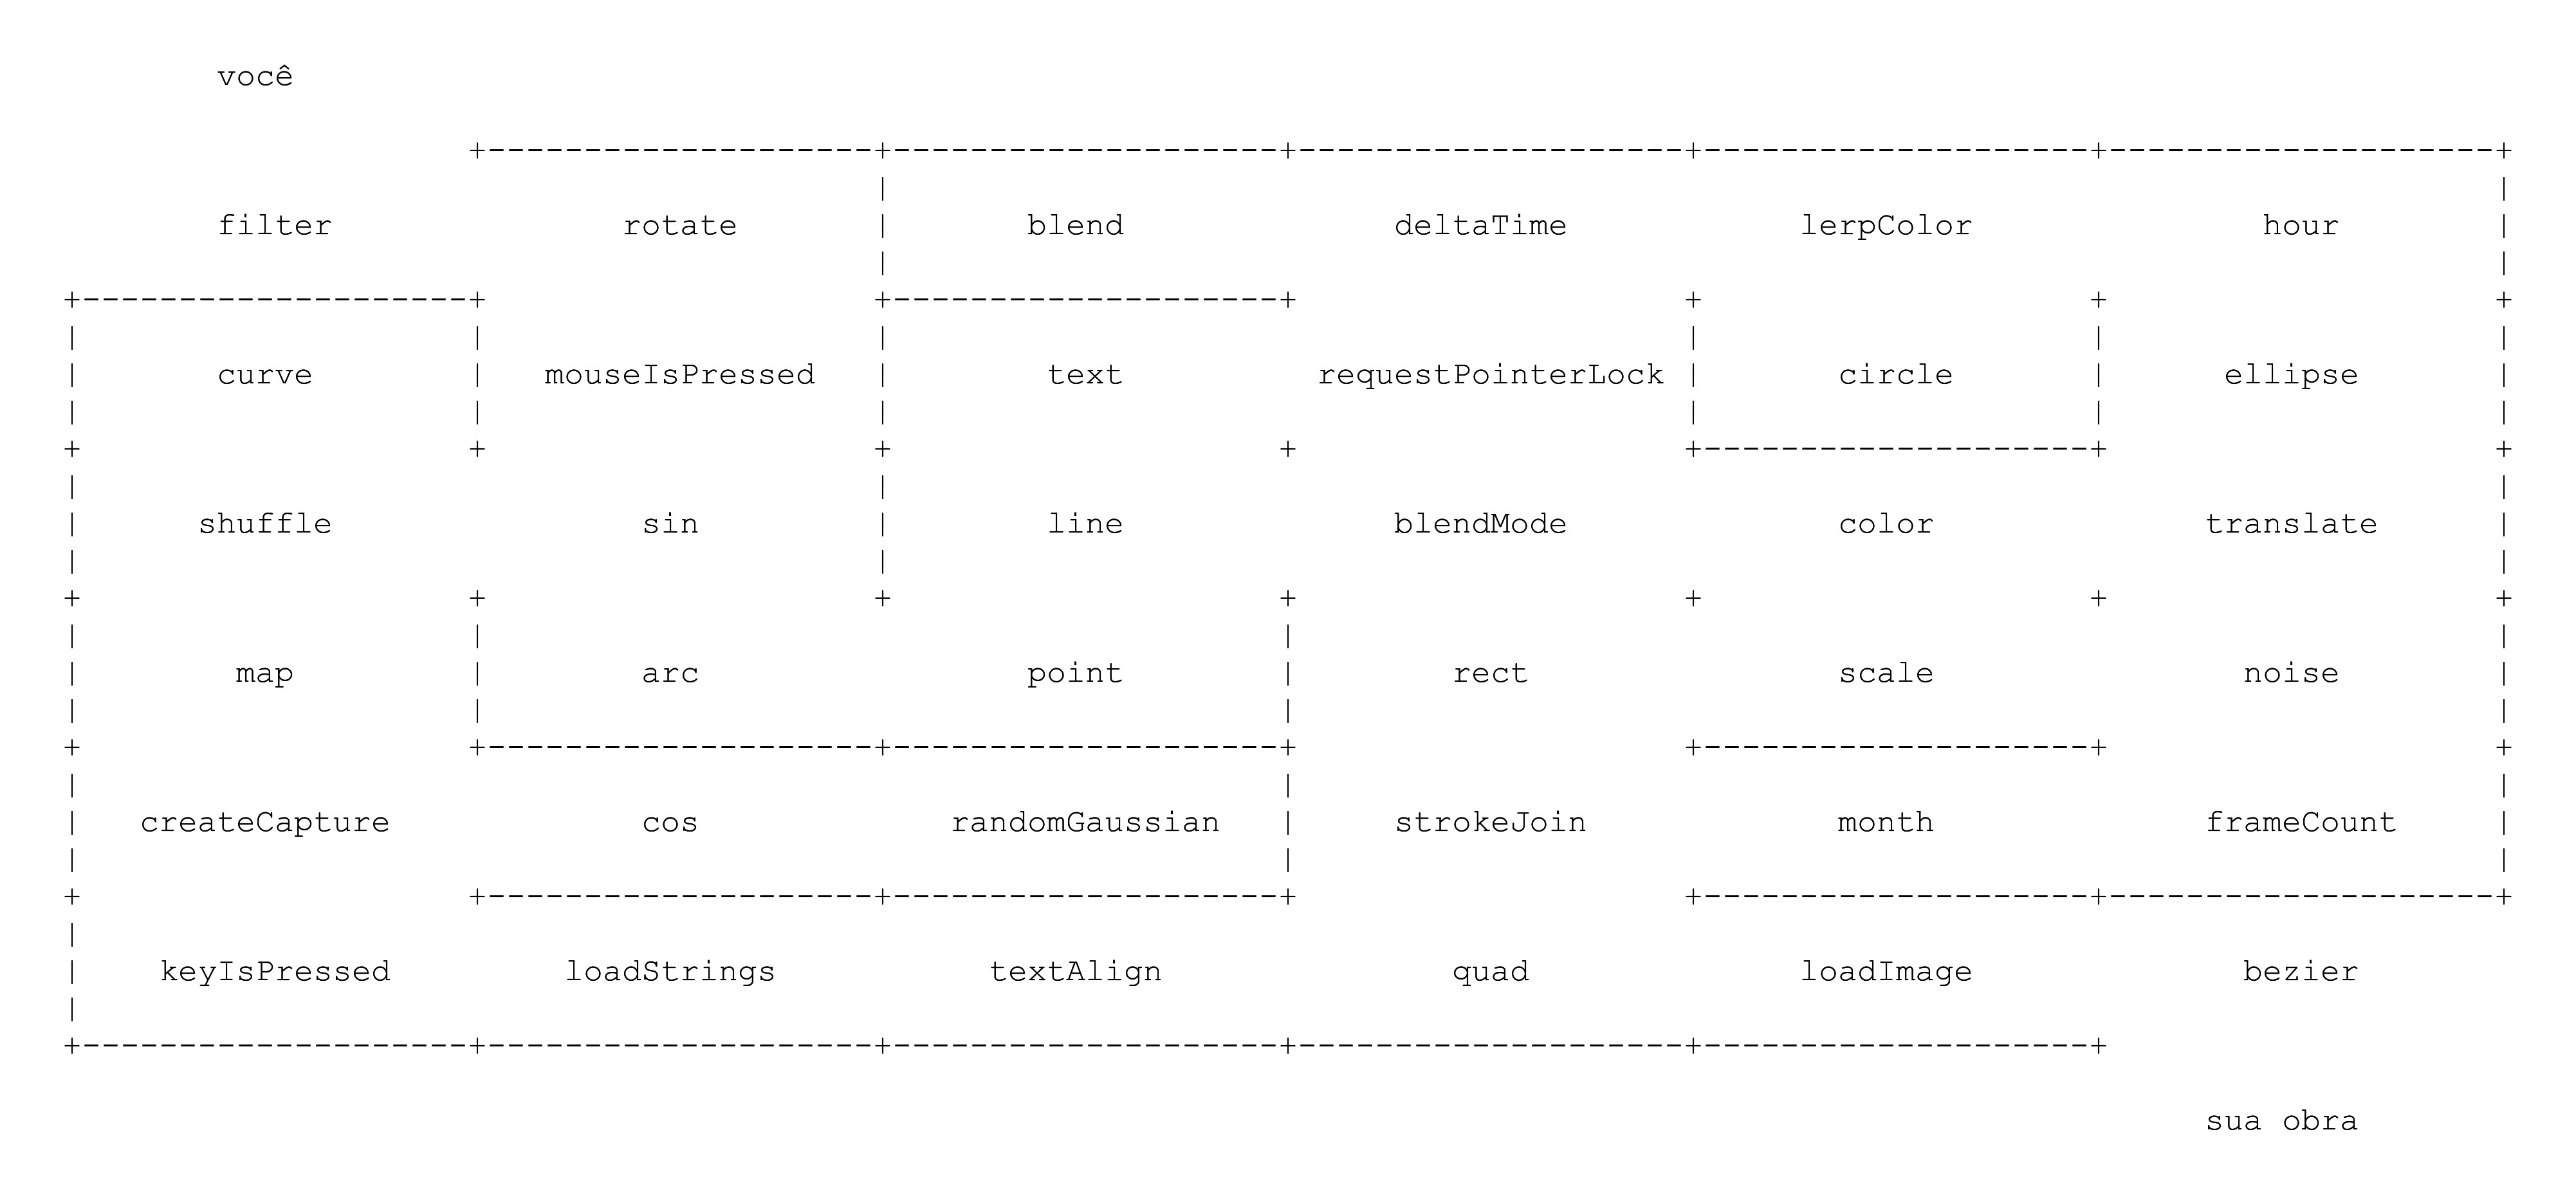 você
filter rotate blend deltaTime lerpColor hour
curve mouseIsPressed text requestPointerLock circle ellipse
shuffle sin line blendMode color translate
map arc point rect scale noise
createCapture cos randomGaussian strokeJoin month frameCount
keyIsPressed loadStrings textAlign quad loadImage bezier
sua obra